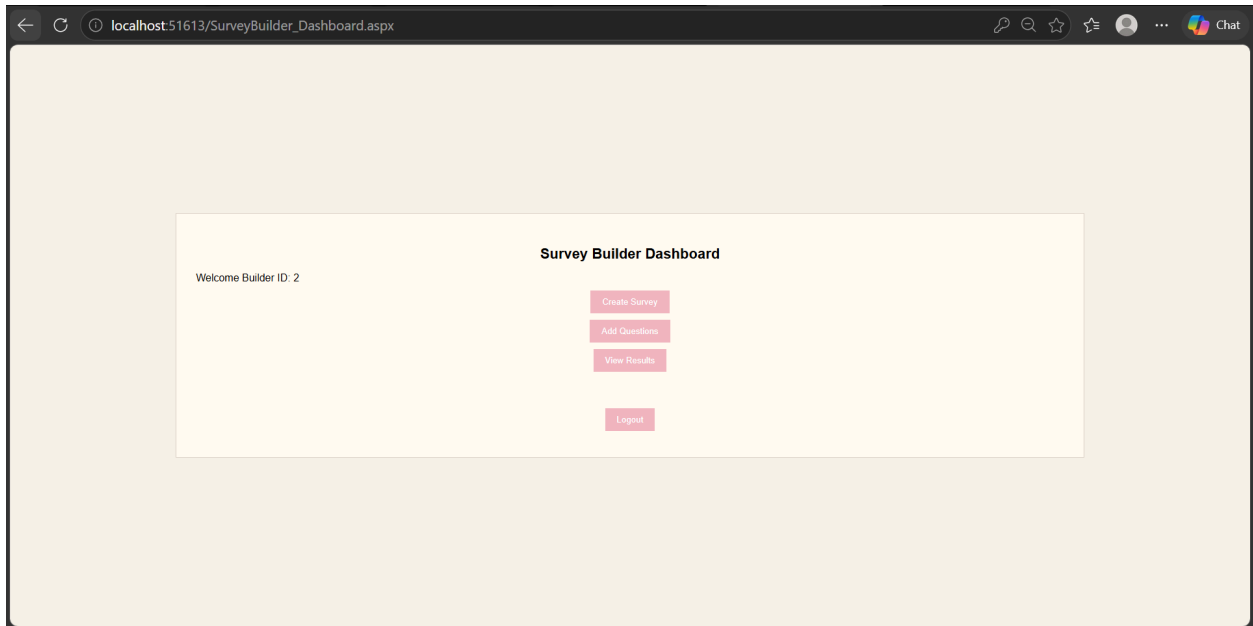 localhost:51613/SurveyBuilder_Dashboard.aspx
Chat
Survey Builder Dashboard
Welcome Builder ID: 2
Create Survey
Add Questions
View Results
Logout